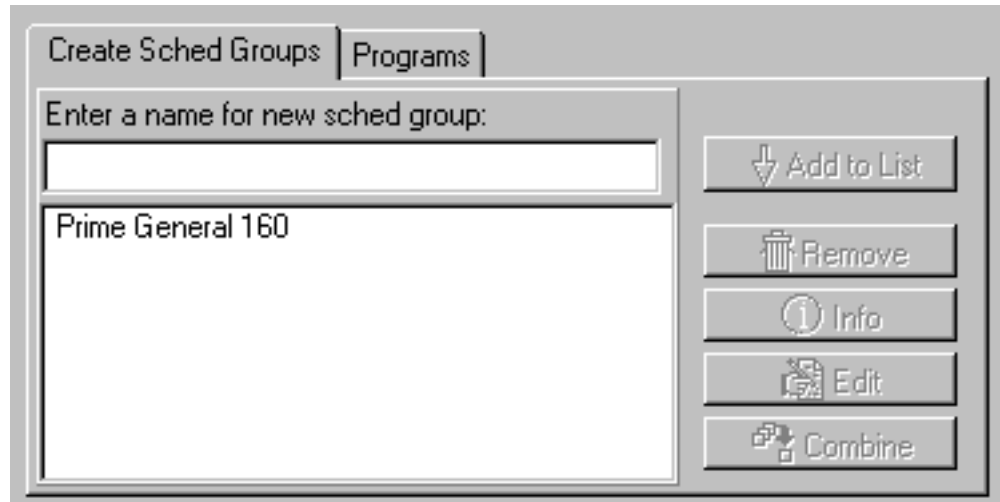 Create Sched Groups
Programs
Enter a name for new sched group:
Add to List
Prime General 160
Remove
Info
Edit
Combine